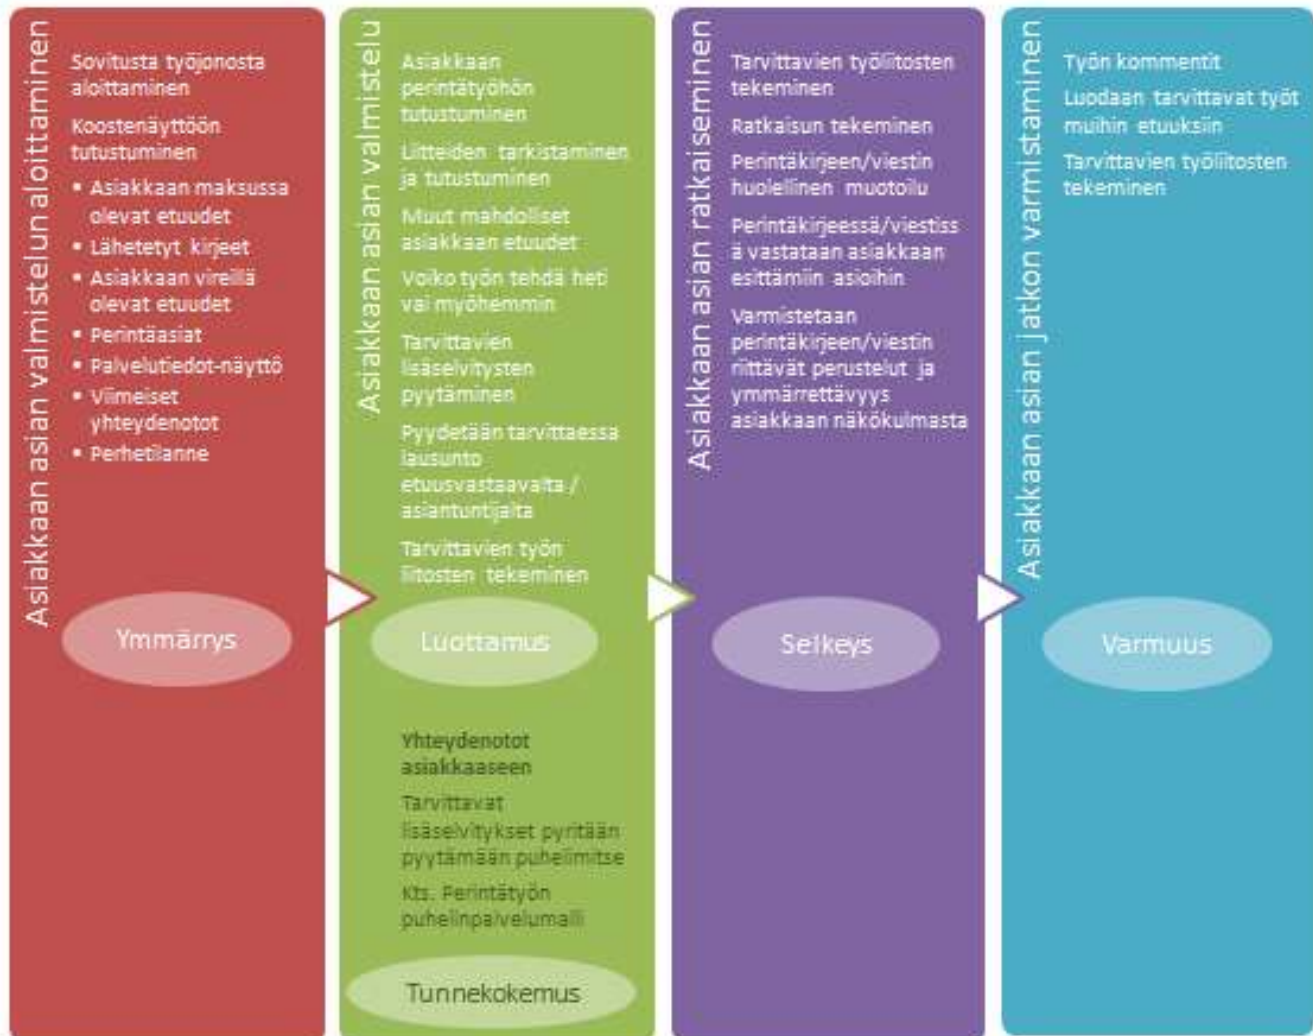 Asiakkaan asian valmistelun aloittaminen
Sovitusta työjonosta
aloittaminen
Koostenäyttöön
tutustuminen
▪ Asiakkaan maksussa
olevat etuudet
▪ Lähetetyt kirjeet
▪ Asiakkaan vireillä
olevat etuudet
▪ Perintäasiat
▪ Palvelutiedot-näyttö
▪ Viimeiset
yhteydenotot
▪ Perhetilanne
Ymmärrys
Asiakkaan asian valmistelu
Asiakkaan
perintätyöhön
tutustuminen
Liitteiden tarkistaminen
ja tutustuminen
Muut mahdolliset
asiakkaan etuudet
Voiko työn tehdä heti
vai myöhemmin
Tarvittavien
lisäselvitysten
pyytäminen
Pyydetään tarvittaessa
lausunto
etuusvastaavalta /
asiantuntijalta
Tarvittavien työn
liitosten tekeminen
Luottamus
Yhteydenotot
asiakkaaseen
Tarvittavat
lisäselvitykset pyritään
pyytämään puhelimitse
Kts. Perintätyön
puhelinpalvelumalli
Tunnekokemus
Asiakkaan asian ratkaiseminen
Tarvittavien työliitosten
tekeminen
Ratkaisun tekeminen
Perintäkirjeen/viestin
huolellinen muotoilu
Perintäkirjeessä/viestiss
ä vastataan asiakkaan
esittämiin asioihin
Varmistetaan
perintäkirjeen/viestin
riittävät perustelut ja
ymmärrettävyys
asiakkaan näkökulmasta
Selkeys
Asiakkaan asian jatkon varmistaminen
Työn kommentit
Luodaan tarvittavat työt
muihin etuuksiin
Tarvittavien työliitosten
tekeminen
Varmuus